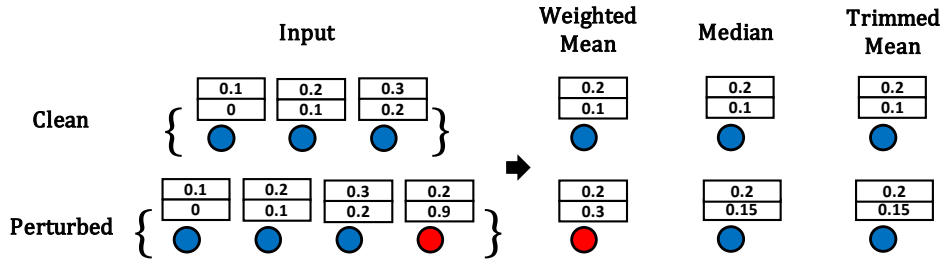 Input Weighted Mean Median Trimmed Mean
Clean
0.1 0.2 0.3 0.2 0.2 0.2
0 0.1 0.2 0.1 0.1 0.1
{ }
Perturbed
0.1 0.2 0.3 0.2 0.2 0.2 0.2
0 0.1 0.2 0.9 0.3 0.15 0.15
{ }